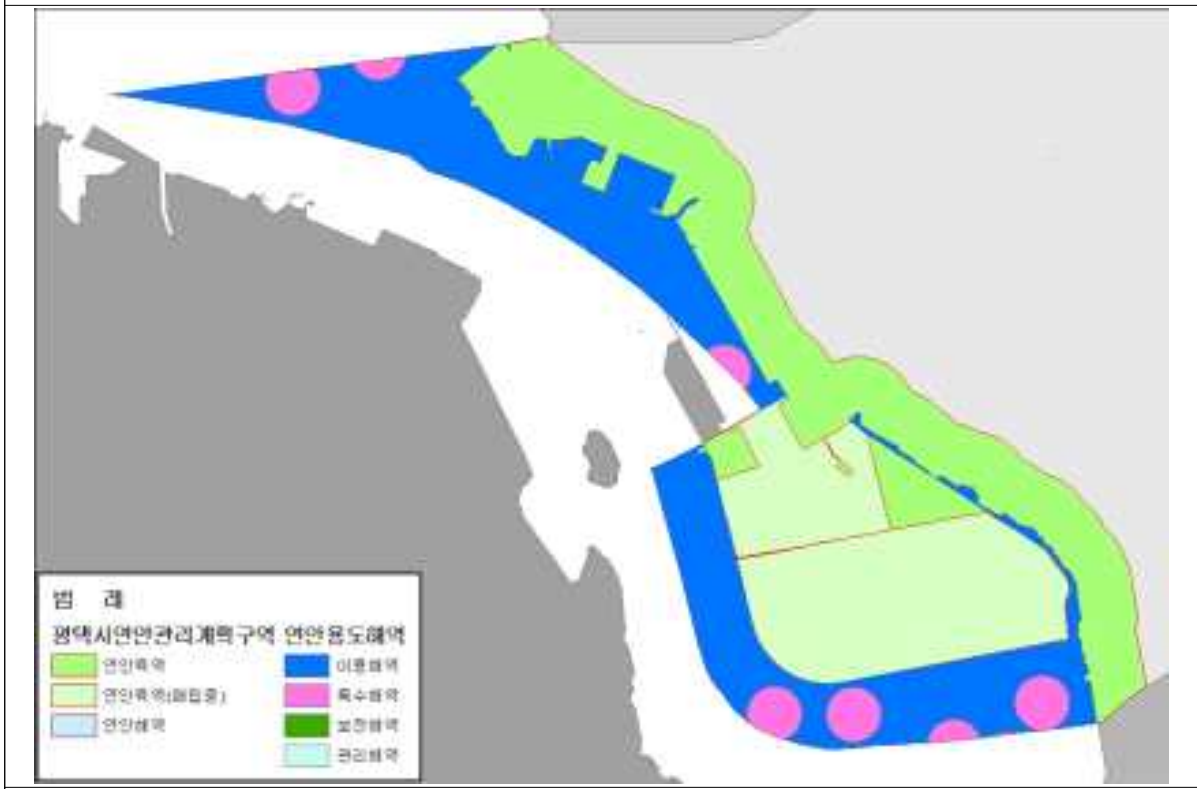 범 례
평택시연안관리계획구역 연안용도해역
연안육역 이용해역
연안육역(매립중) 특수해역
연안해역 보전해역
관리해역